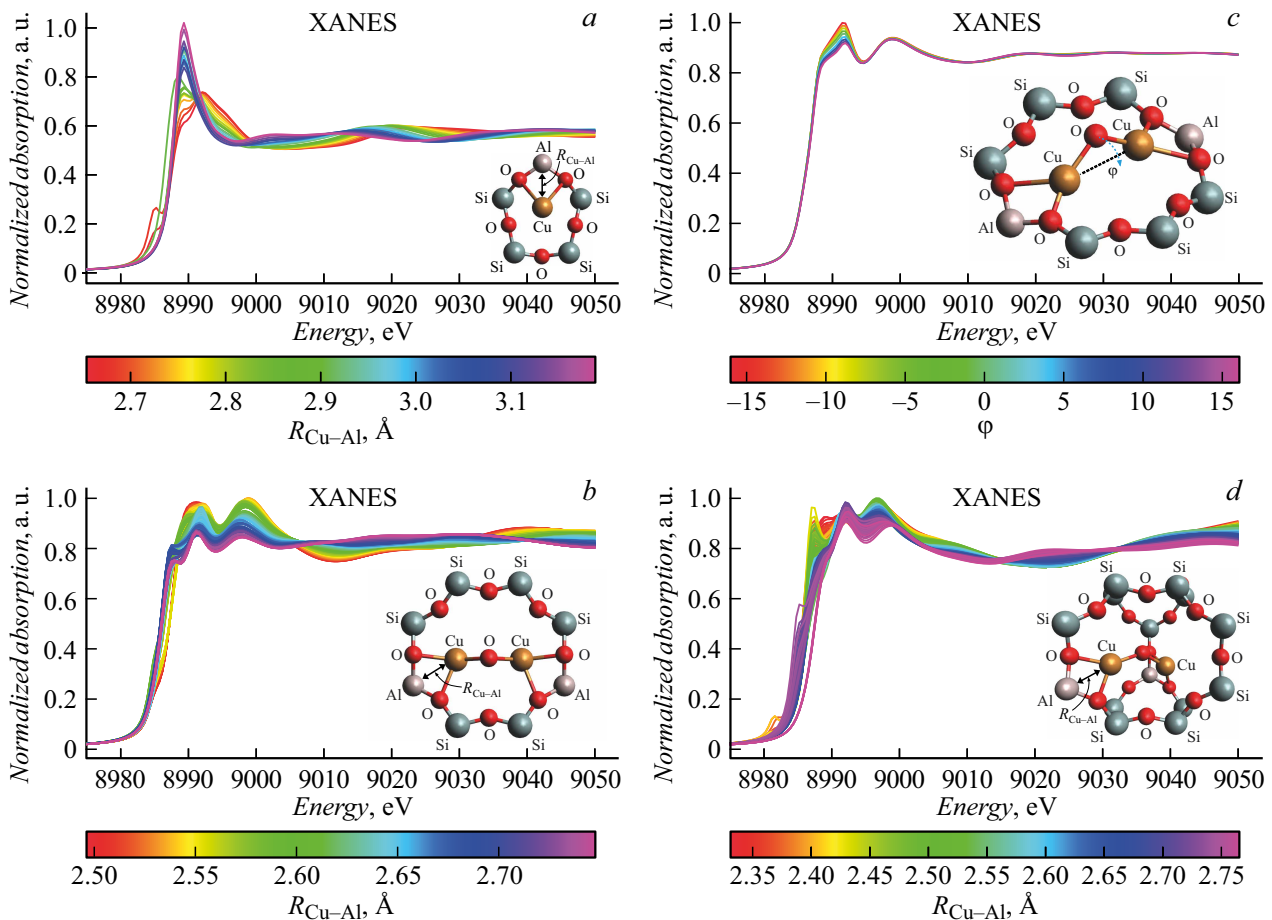 XANES
a
Normalized absorption, a. u.
1.0
0.8
0.6
0.4
0.2
0
Al
R Cu–Al
O
O
Si
Si
Cu
O
O
Si
O
Si
8980 8990 9000 9010 9020 9030 9040 9050
Energy, eV
2.7 2.8 2.9 3.0 3.1
R Cu–Al, Å
XANES
c
Normalized absorption, a. u.
1.0
0.8
0.6
0.4
0.2
0
Si
O
Si
O
O
Cu
Al
O
Si
Cu
O
φ
O
Si
Al
O
Si
O
Si
O
8980 8990 9000 9010 9020 9030 9040 9050
Energy, eV
–15 –10 –5 0 5 10 15
φ
XANES
b
Normalized absorption, a. u.
1.0
0.8
0.6
0.4
0.2
0
Si
O
Si
O
O
Si
Si
O
Cu
O
Cu
O
R Cu–Al
Al
Al
O
O
Si
O
Si
8980 8990 9000 9010 9020 9030 9040 9050
Energy, eV
2.50 2.55 2.60 2.65 2.70
R Cu–Al, Å
XANES
d
Normalized absorption, a. u.
1.0
0.8
0.6
0.4
0.2
0
Si
O
Si
O
O
Si
Si
Cu
O
O
Cu
Al
R Cu–Al
O
Si
O
O
Si
O
Si
8980 8990 9000 9010 9020 9030 9040 9050
Energy, eV
2.35 2.40 2.45 2.50 2.55 2.60 2.65 2.70 2.75
R Cu–Al, Å